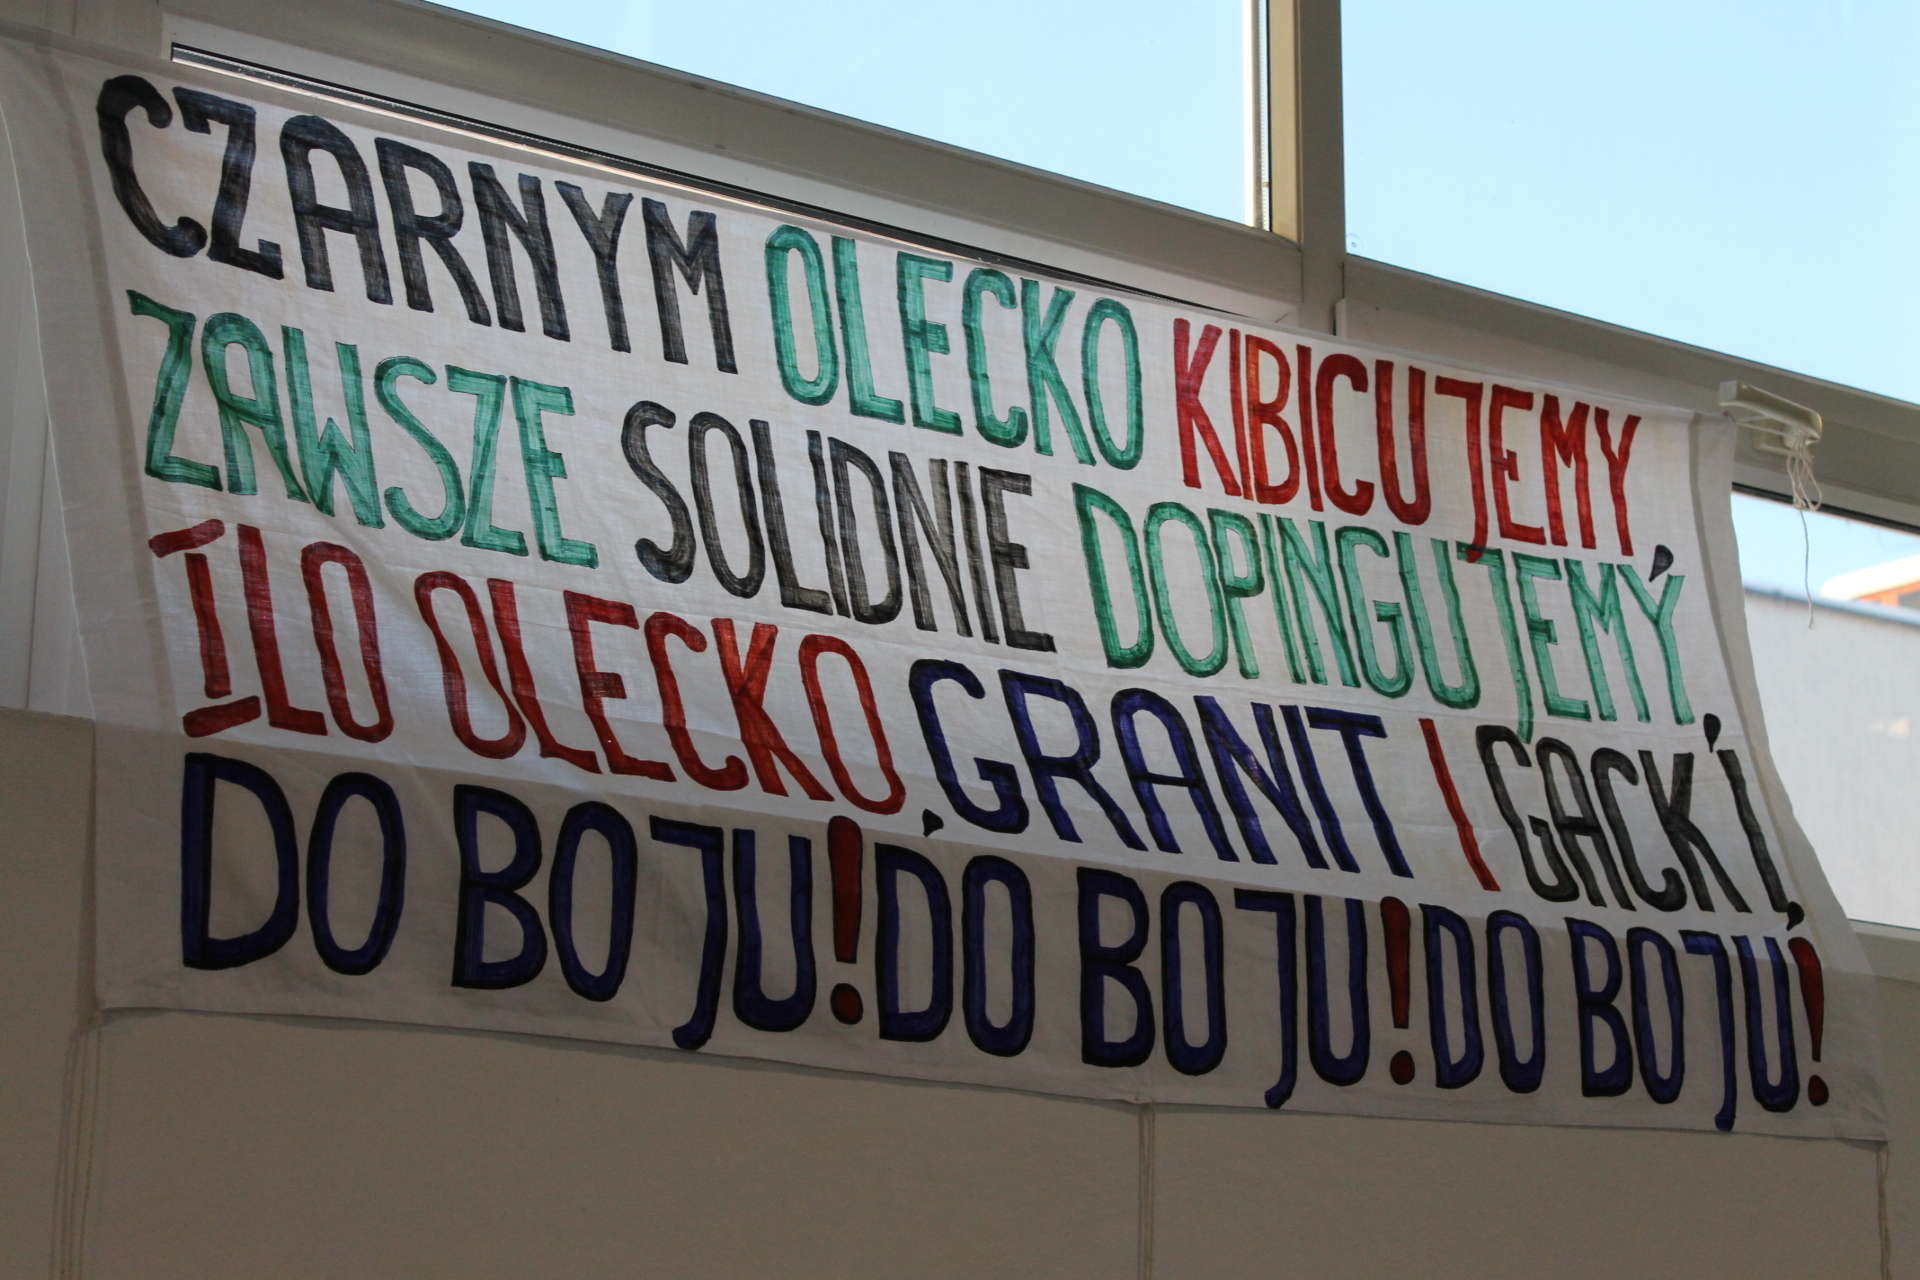 CZARNYM OLECKO KIBICUJEMY,
ZAWSZE SOLIDNIE DOPINGUJEMY,
ILO OLECKO, GRANIT I GACKI,
DO BOJU! DO BOJU! DO BOJU!